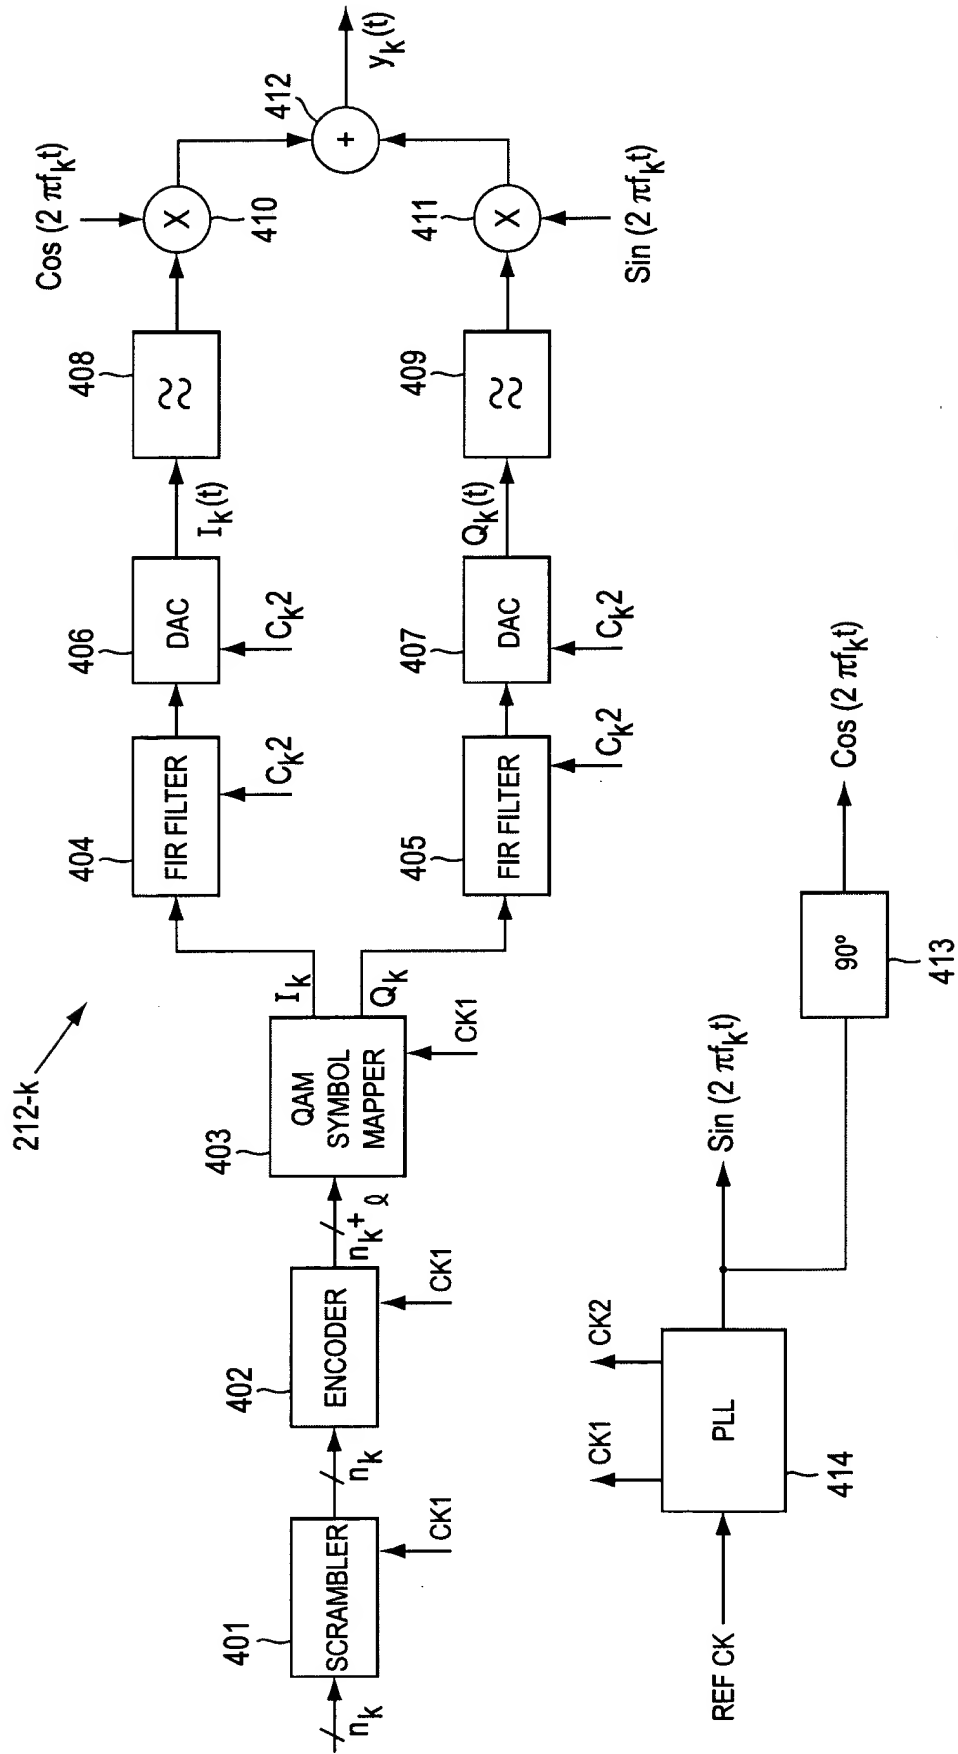 212-k
n_k
401
SCRAMBLER
CK1
n_k
402
ENCODER
CK1
n_k + ℓ
403
QAM
SYMBOL
MAPPER
CK1
I_k
Q_k
404
FIR FILTER
C_k2
406
DAC
C_k2
I_k(t)
408
Cos (2 πf_kt)
X
410
405
FIR FILTER
C_k2
407
DAC
C_k2
Q_k(t)
409
411
X
Sin (2 πf_kt)
412
+
y_k(t)
REF CK
PLL
414
CK1
CK2
Sin (2 πf_kt)
90º
413
Cos (2 πf_kt)